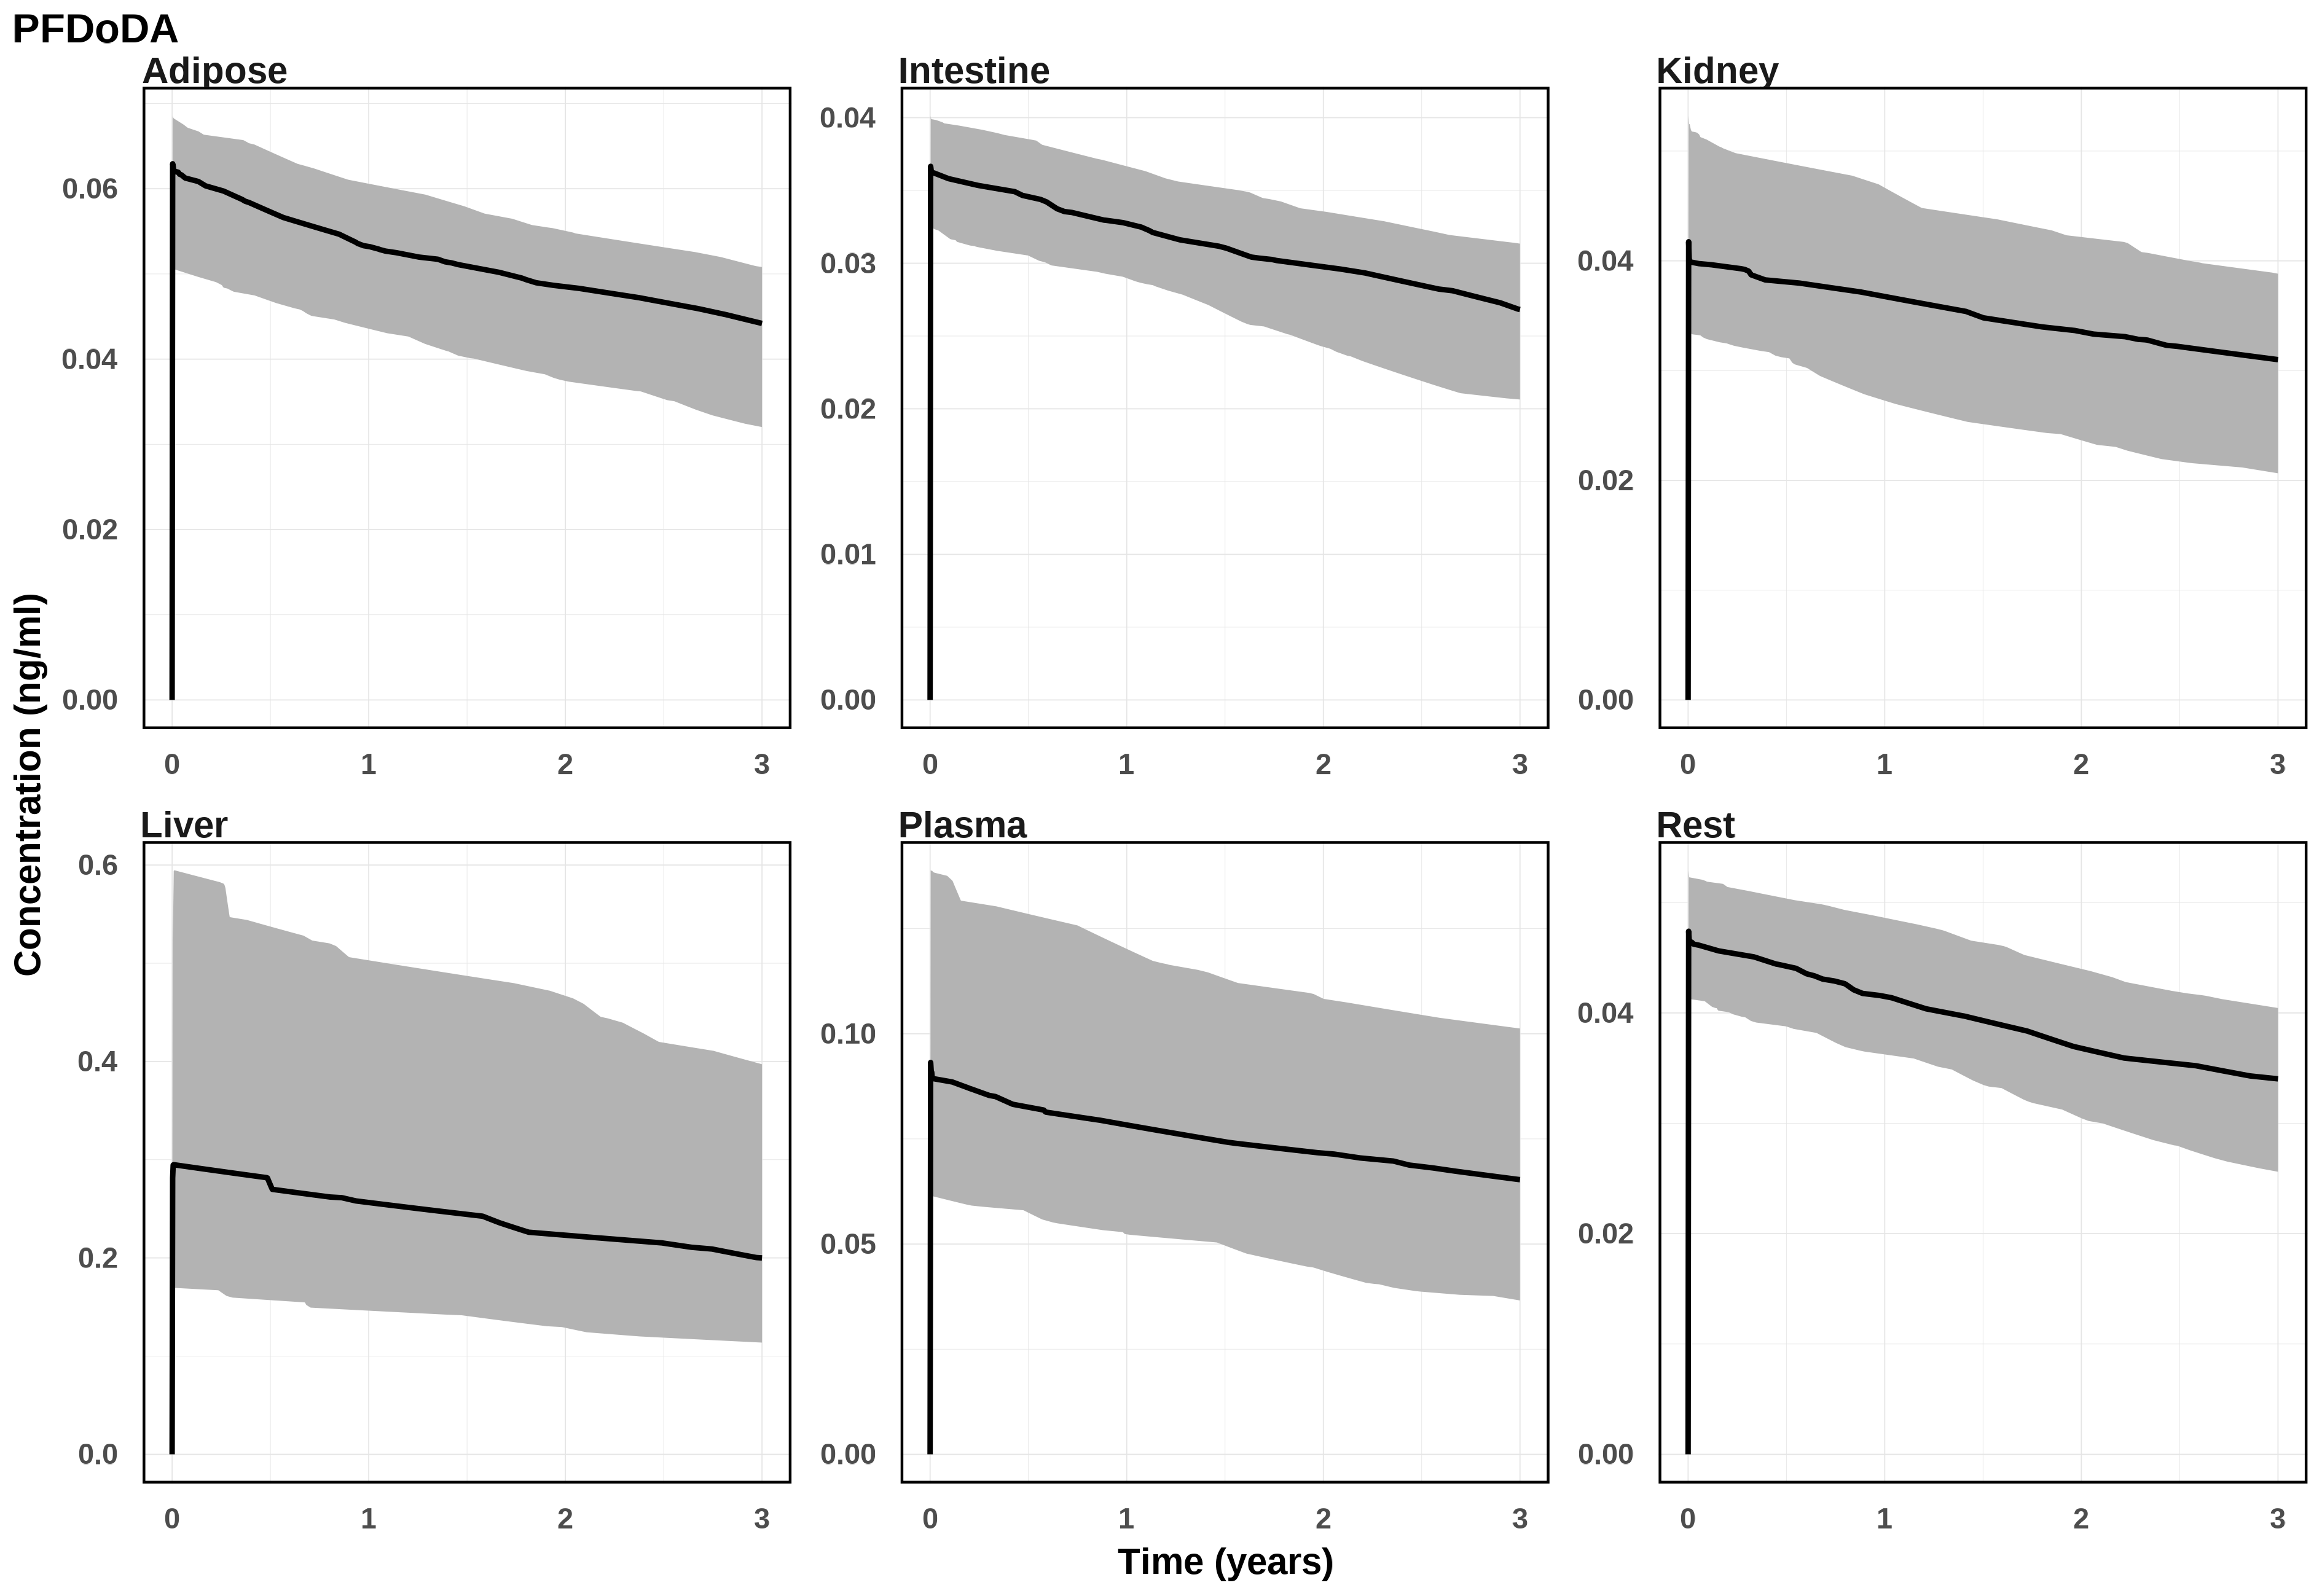 PFDoDA
Adipose Intestine Kidney
0.06 0.04 0.02 0.00
0.04 0.03 0.02 0.01 0.00
0.04 0.02 0.00
0 1 2 3 0 1 2 3 0 1 2 3
Concentration (ng/ml)
Liver Plasma Rest
0.6 0.4 0.2 0.0
0.10 0.05 0.00
0.04 0.02 0.00
0 1 2 3 0 1 2 3 0 1 2 3
Time (years)